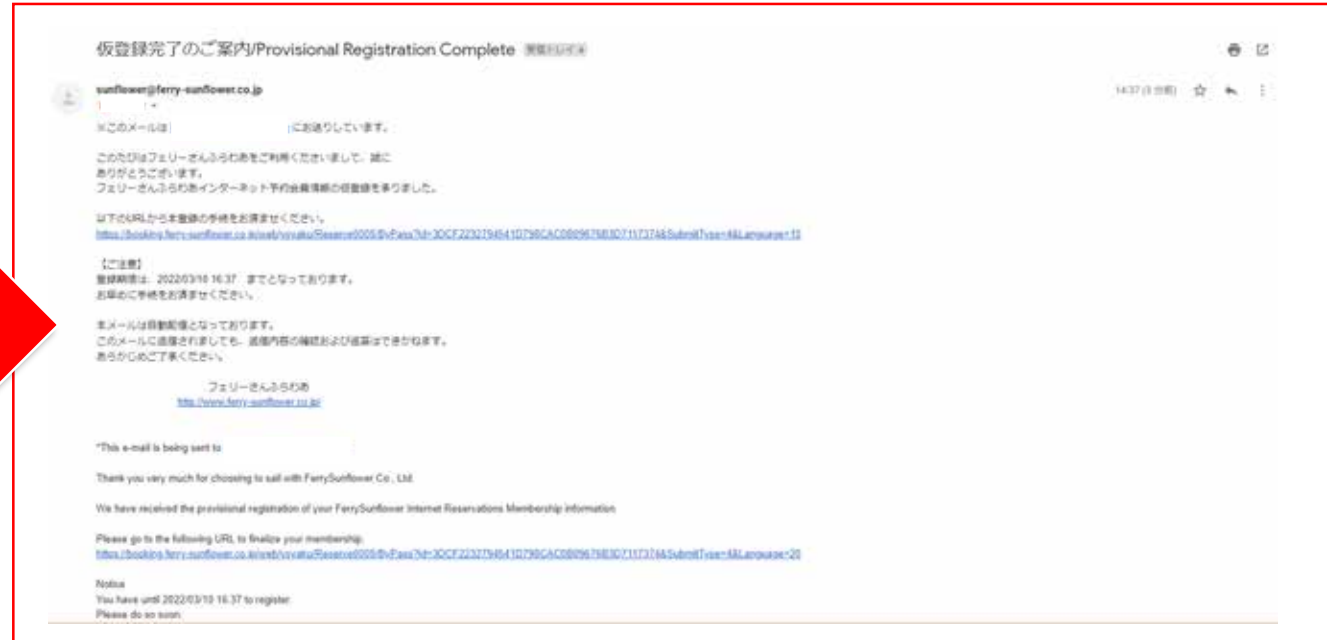 仮登録完了のご案内/Provisional Registration Complete 受信トレイ×
sunflower@ferry-sunflower.co.jp
14:37 (3 分前)
※このメールは にお送りしています。
このたびはフェリーさんふらわあをご利用くださいまして、誠に
ありがとうございます。
フェリーさんふらわあインターネット予約会員情報の仮登録を承りました。
以下のURLから本登録の手続をお済ませください。
【ご注意】
登録期限は、2022/03/10 16:37 までとなっております。
お早めに手続をお済ませください。
本メールは自動配信となっております。
このメールに返信されましても、返信内容の確認および返答はできかねます。
あらかじめご了承ください。
フェリーさんふらわあ
http://www.ferry-sunflower.co.jp/
*This e-mail is being sent to
Thank you very much for choosing to sail with FerrySunflower Co., Ltd.
We have received the provisional registration of your FerrySunflower Internet Reservations Membership information.
Please go to the following URL to finalize your membership.
Notice
You have until 2022/03/10 16:37 to register.
Please do so soon.